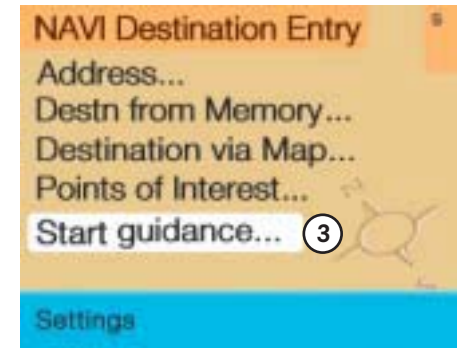 NAVI Destination Entry
Address...
Destn from Memory...
Destination via Map...
Points of Interest...
Start guidance... 3
Settings